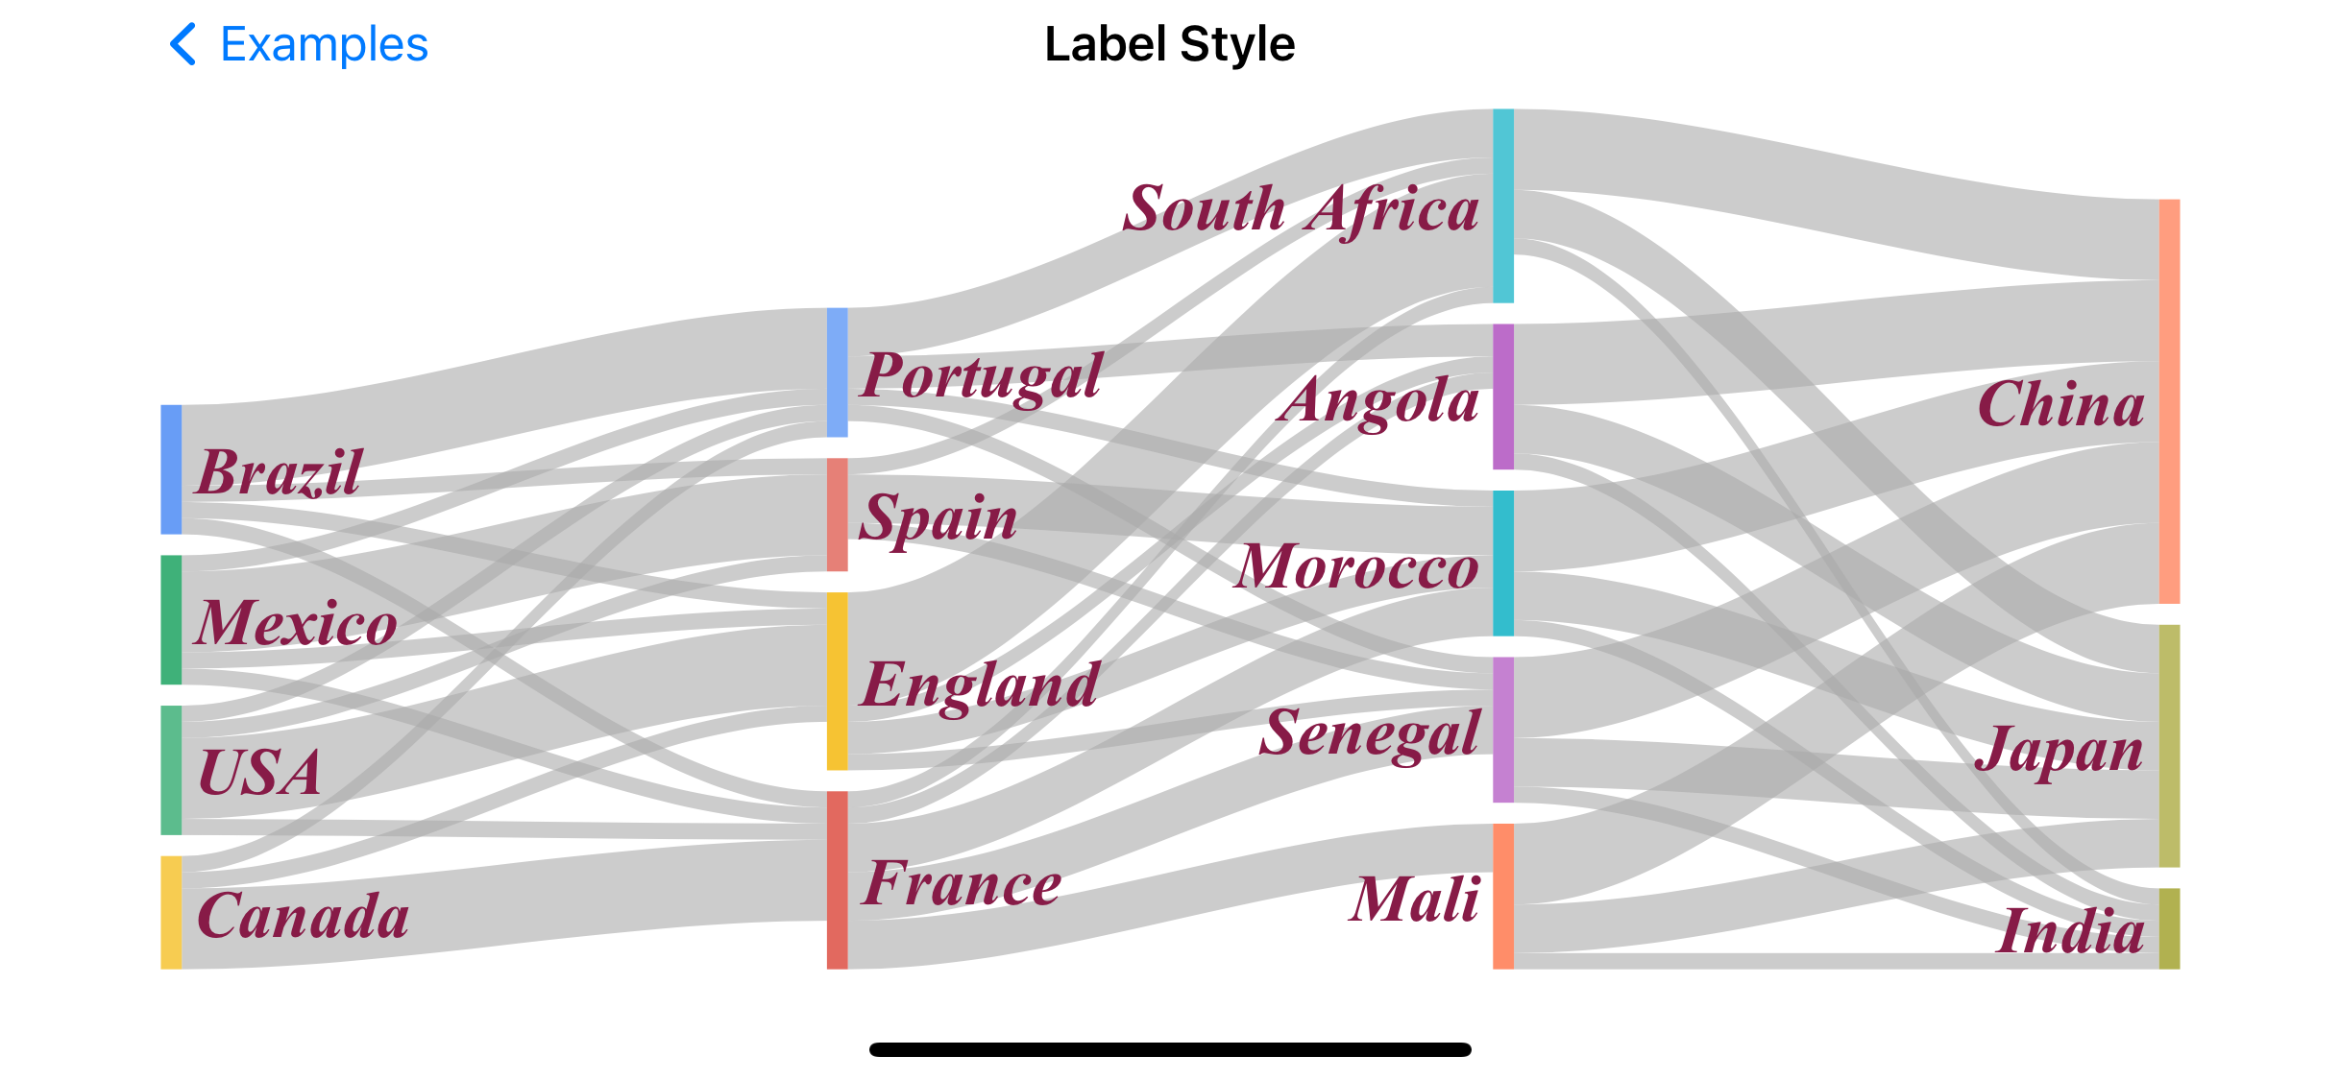 Examples
Label Style
South Africa
Portugal
Angola
China
Brazil
Spain
Morocco
Mexico
England
Senegal
Japan
USA
France
Mali
Canada
India